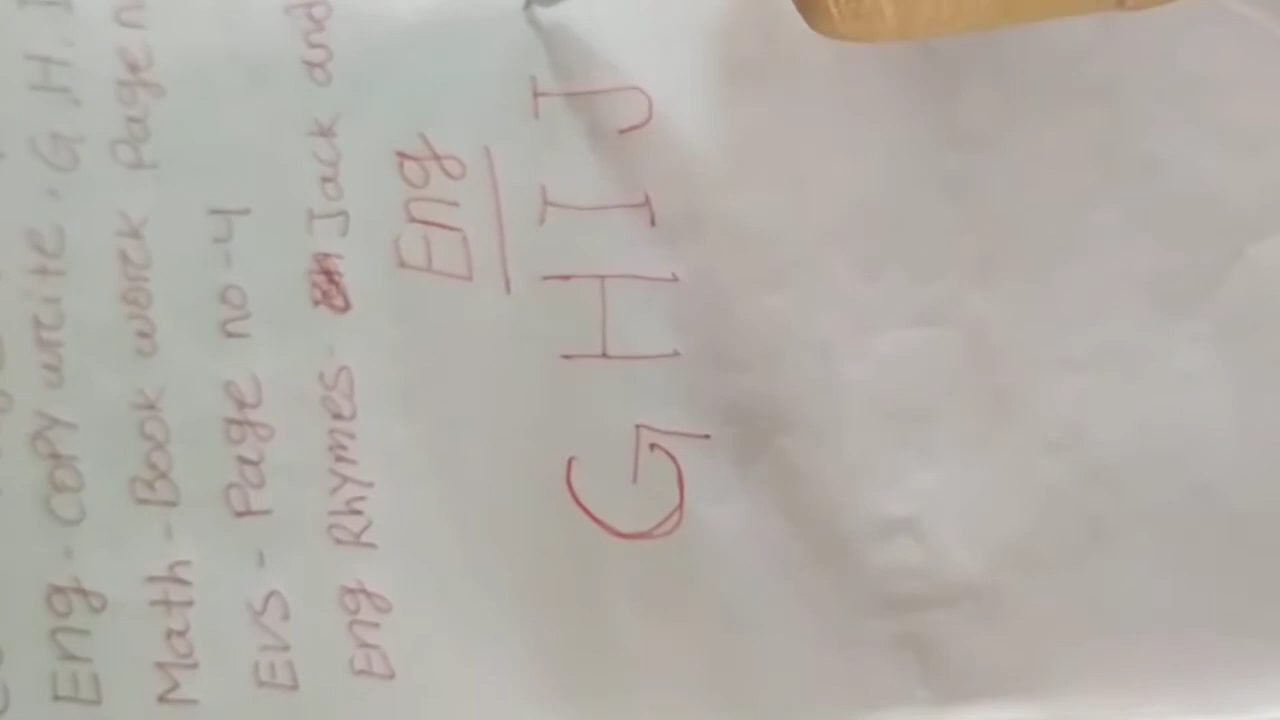 Eng - copy write. G H. I
Math - Book work Page n
EVS - Page no-4
Eng Rhymes - Jack and
Eng
G H I J